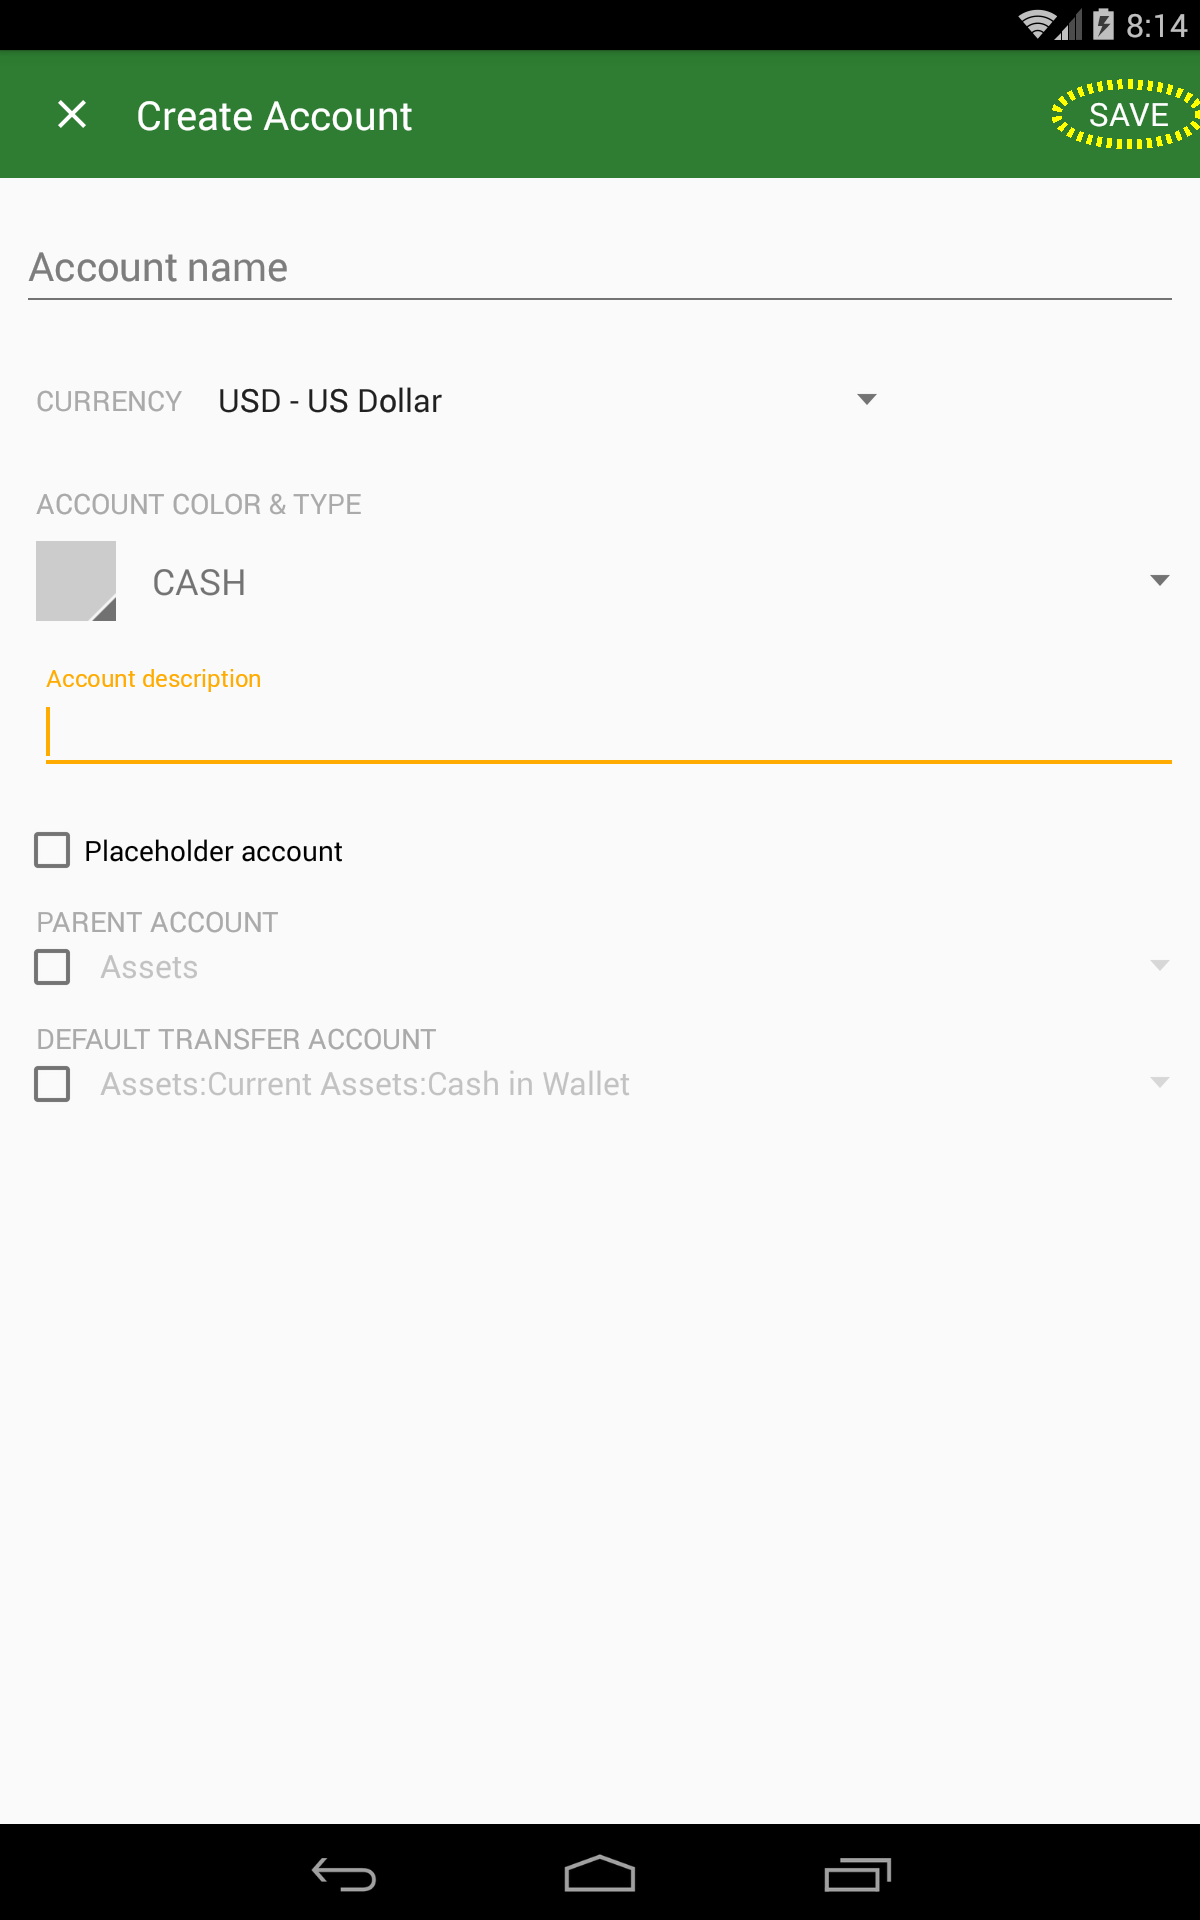 8:14
Create Account
SAVE
Account name
CURRENCY USD - US Dollar
ACCOUNT COLOR & TYPE
CASH
Account description
Placeholder account
PARENT ACCOUNT
Assets
DEFAULT TRANSFER ACCOUNT
Assets:Current Assets:Cash in Wallet